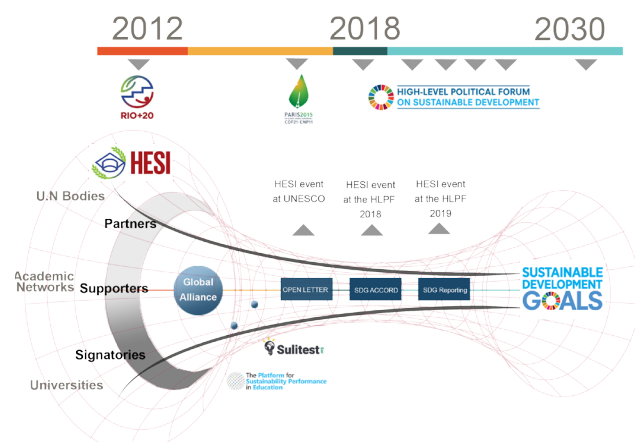 2012
2018
2030
RIO+20
PARIS2015
HIGH-LEVEL POLITICAL FORUM
ON SUSTAINABLE DEVELOPMENT
HESI
U.N Bodies
Partners
HESI event
at UNESCO
HESI event
at the HLPF
2018
HESI event
at the HLPF
2019
Academic
Networks
Supporters
Global
Alliance
OPEN LETTER
SDG ACCORD
SDG Reporting
SUSTAINABLE
DEVELOPMENT
GOALS
Signatories
Universities
Sulitest
The Platform for
Sustainability Performance
in Education